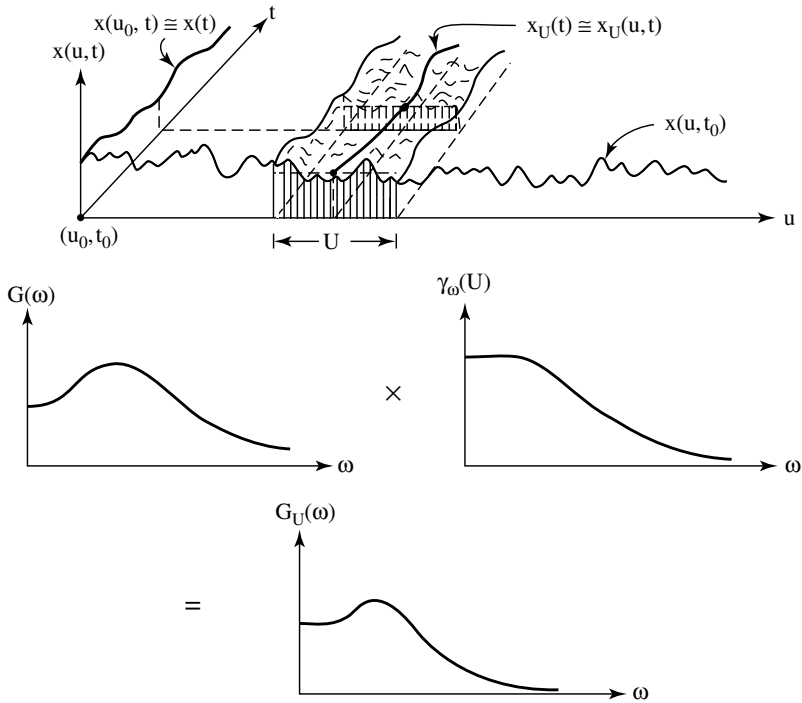 x(u₀, t) ≅ x(t)
t
x_U(t) ≅ x_U(u,t)
x(u,t)
x(u,t₀)
(u₀,t₀)
U
u
G(ω)
γ_ω(U)
×
ω
ω
G_U(ω)
=
ω